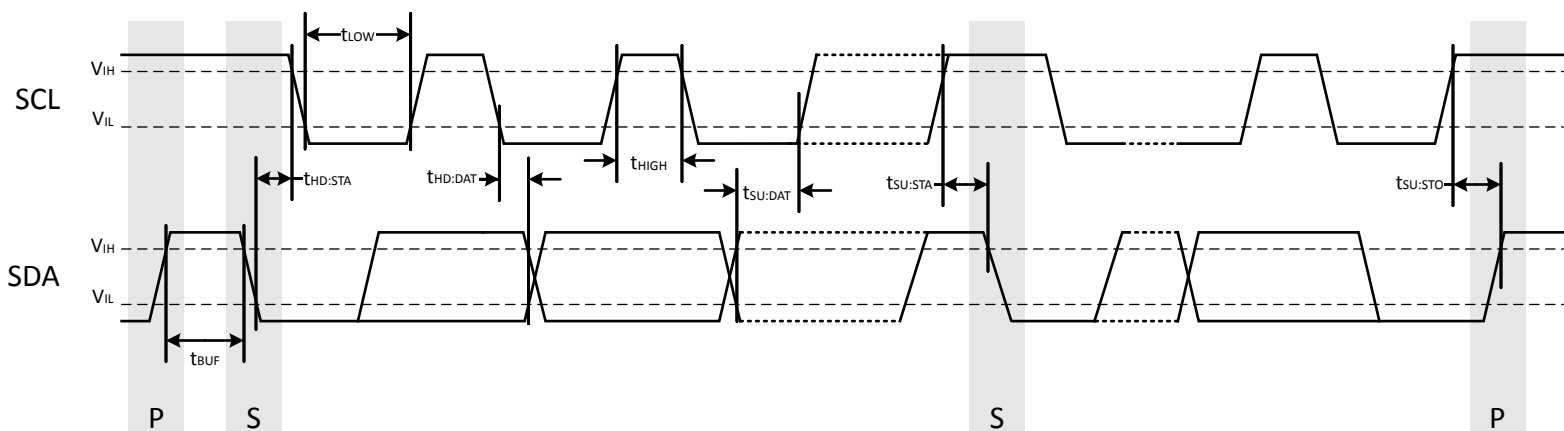 tLOW
VIH
SCL
VIL
tHD:STA
tHD:DAT
tHIGH
tSU:DAT
tSU:STA
tSU:STO
VIH
SDA
VIL
tBUF
P
S
S
P